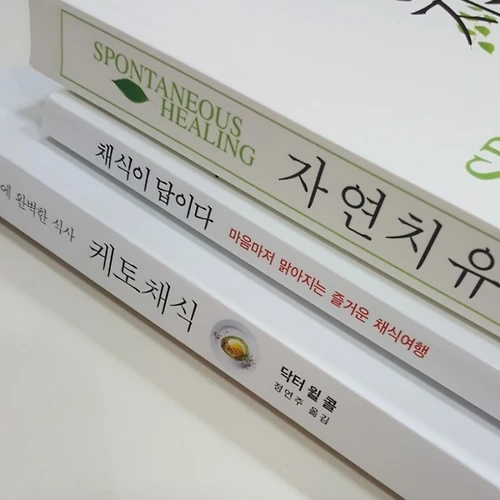 SPONTANEOUS
HEALING
자연치유
채식이 답이다
마음마저 맑아지는 즐거운 채식여행
에 완벽한 식사
케토채식
닥터 윌 콜
정연주 옮김